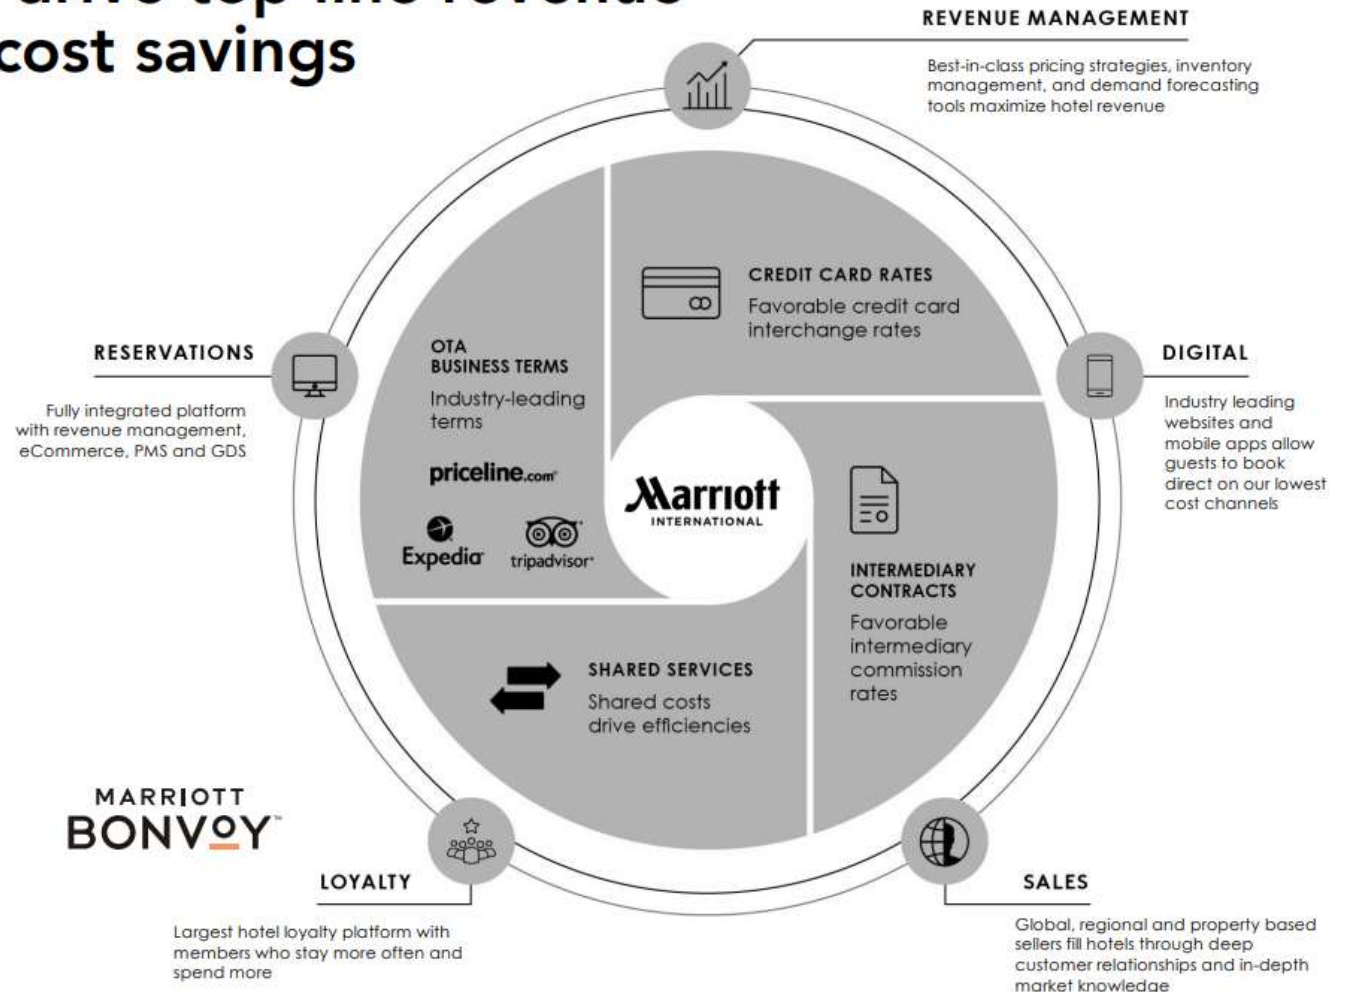 drive top-line revenue
cost savings
REVENUE MANAGEMENT
Best-in-class pricing strategies, inventory
management, and demand forecasting
tools maximize hotel revenue
CREDIT CARD RATES
Favorable credit card
interchange rates
RESERVATIONS
Fully integrated platform
with revenue management,
eCommerce, PMS and GDS
OTA
BUSINESS TERMS
Industry-leading
terms
priceline.com®
Expedia®
tripadvisor®
DIGITAL
Industry leading
websites and
mobile apps allow
guests to book
direct on our lowest
cost channels
Marriott
INTERNATIONAL
INTERMEDIARY
CONTRACTS
Favorable
intermediary
commission
rates
SHARED SERVICES
Shared costs
drive efficiencies
MARRIOTT
BONVOY™
LOYALTY
Largest hotel loyalty platform with
members who stay more often and
spend more
SALES
Global, regional and property based
sellers fill hotels through deep
customer relationships and in-depth
market knowledge